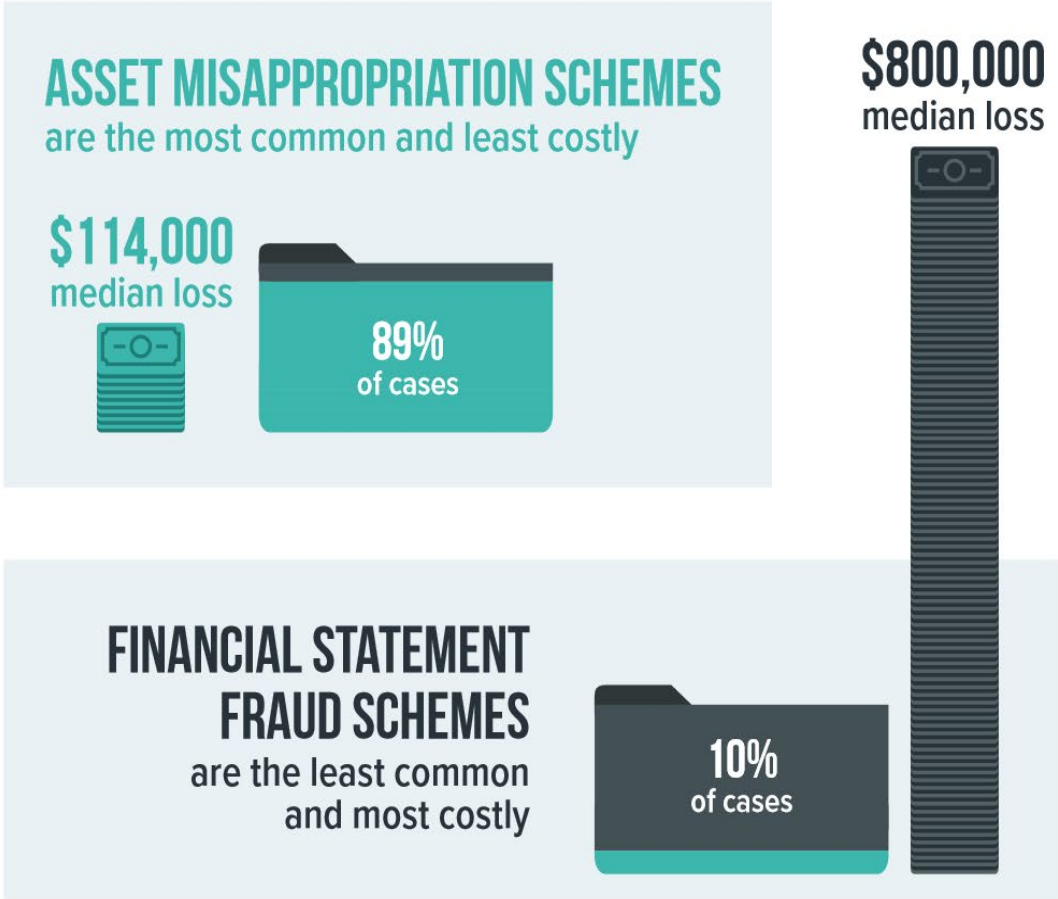 ASSET MISAPPROPRIATION SCHEMES
are the most common and least costly
$114,000
median loss
89%
of cases
$800,000
median loss
FINANCIAL STATEMENT
FRAUD SCHEMES
are the least common
and most costly
10%
of cases